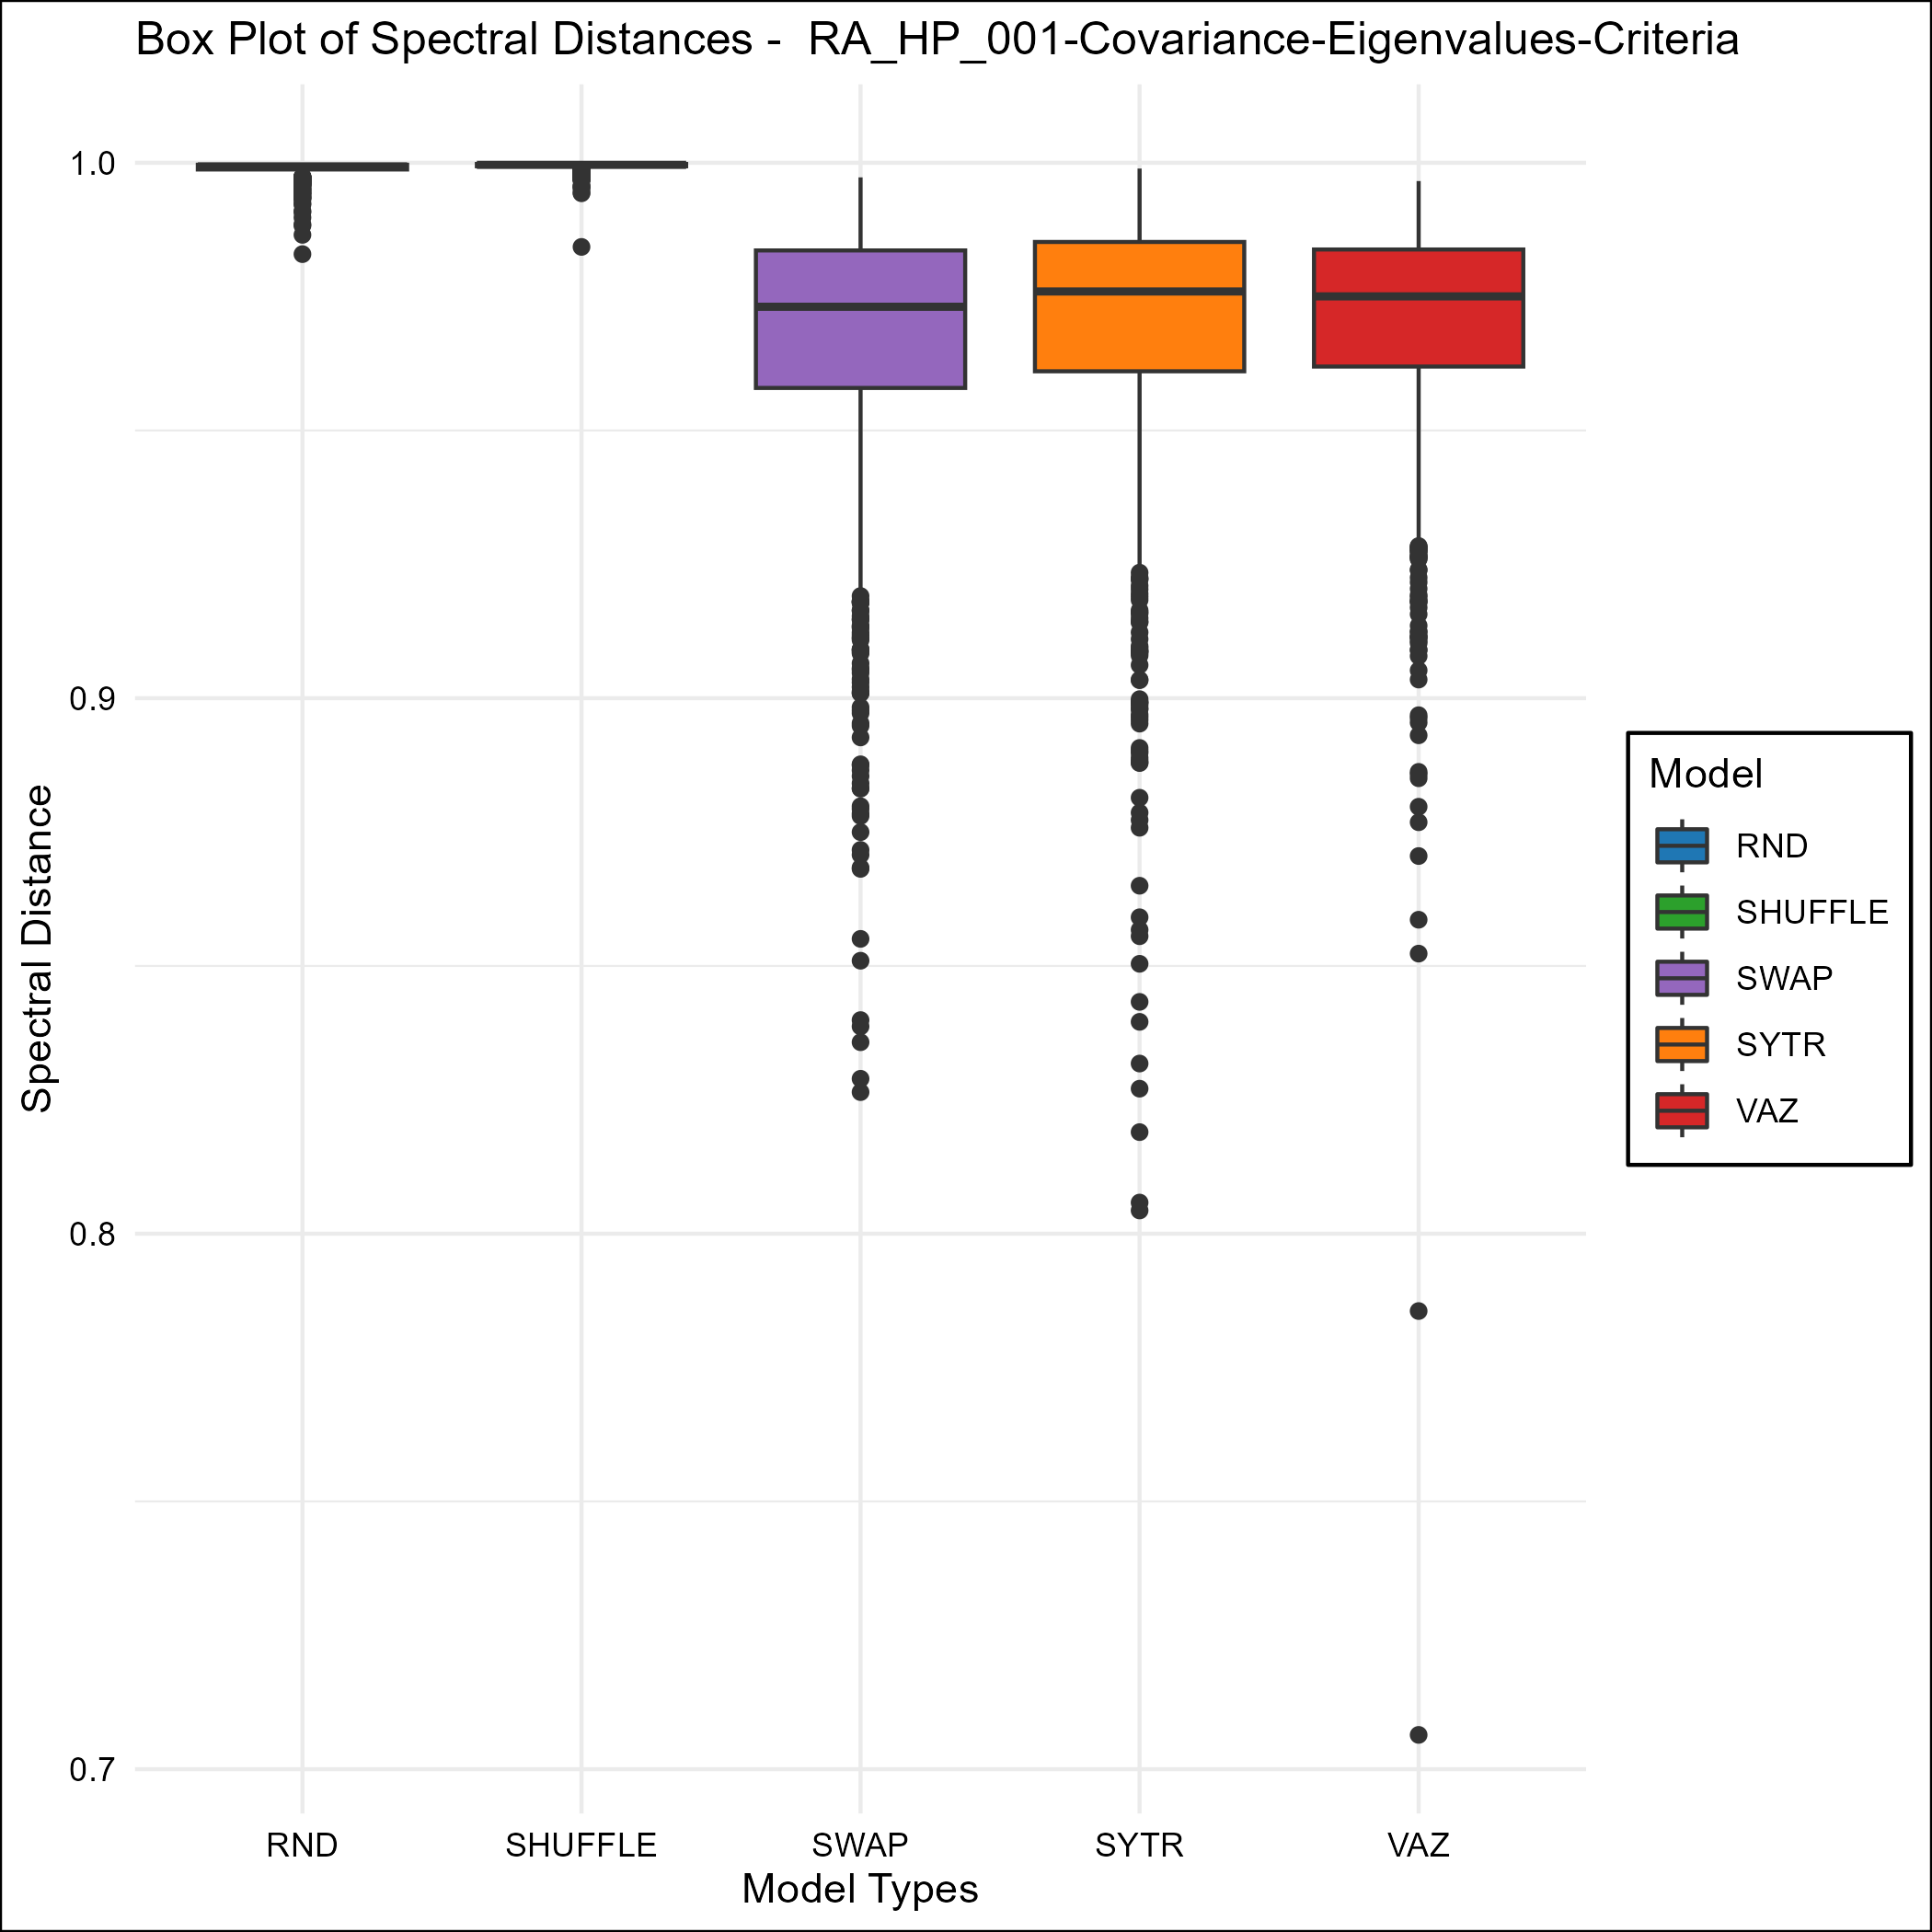 Box Plot of Spectral Distances -  RA_HP_001-Covariance-Eigenvalues-Criteria
1.0
0.9
0.8
0.7
Spectral Distance
RND
SHUFFLE
SWAP
SYTR
VAZ
Model Types
Model
RND
SHUFFLE
SWAP
SYTR
VAZ